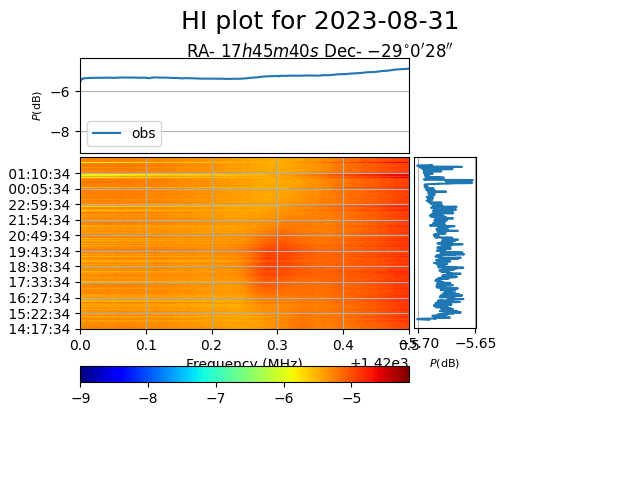 HI plot for 2023-08-31
RA- 17h45m40s Dec- −29°0′28″
P(dB)
−6
−8
obs
01:10:34
00:05:34
22:59:34
21:54:34
20:49:34
19:43:34
18:38:34
17:33:34
16:27:34
15:22:34
14:17:34
0.0 0.1 0.2 0.3 0.4 0.5
Frequency (MHz) +1.42e3
−5.70 −5.65
P(dB)
−9 −8 −7 −6 −5